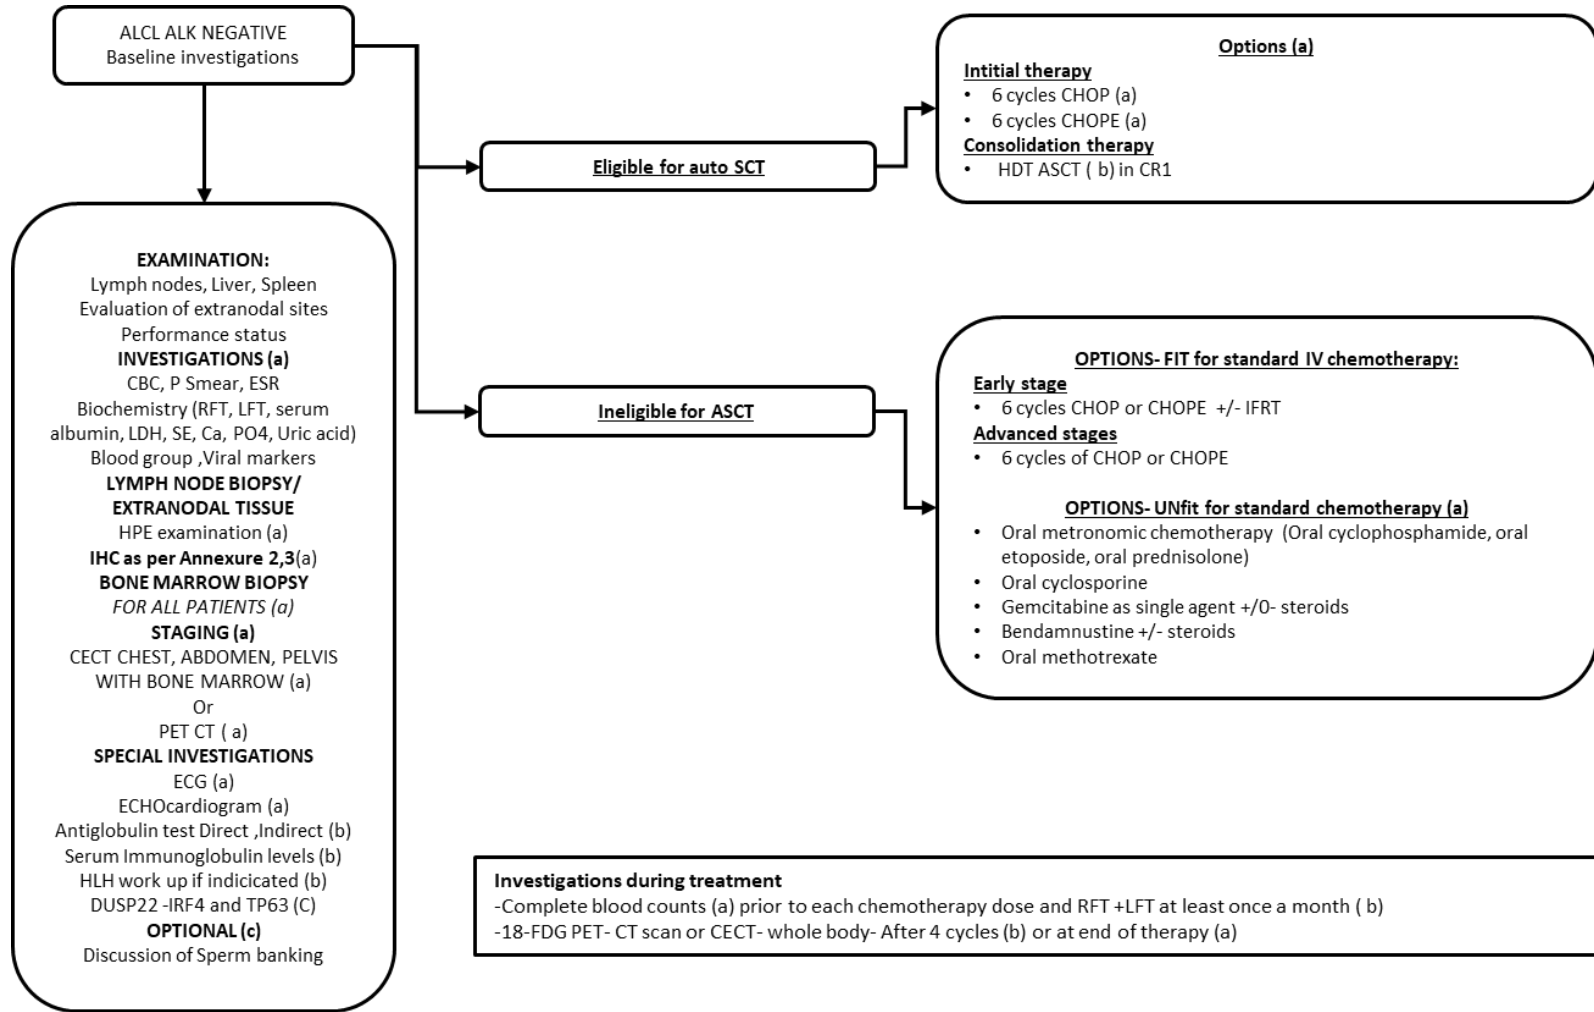 ALCL ALK NEGATIVE
Baseline investigations
EXAMINATION:
Lymph nodes, Liver, Spleen
Evaluation of extranodal sites
Performance status
INVESTIGATIONS (a)
CBC, P Smear, ESR
Biochemistry (RFT, LFT, serum
albumin, LDH, SE, Ca, PO4, Uric acid)
Blood group ,Viral markers
LYMPH NODE BIOPSY/
EXTRANODAL TISSUE
HPE examination (a)
IHC as per Annexure 2,3(a)
BONE MARROW BIOPSY
FOR ALL PATIENTS (a)
STAGING (a)
CECT CHEST, ABDOMEN, PELVIS
WITH BONE MARROW (a)
Or
PET CT ( a)
SPECIAL INVESTIGATIONS
ECG (a)
ECHOcardiogram (a)
Antiglobulin test Direct ,Indirect (b)
Serum Immunoglobulin levels (b)
HLH work up if indicicated (b)
DUSP22 -IRF4 and TP63 (C)
OPTIONAL (c)
Discussion of Sperm banking
Eligible for auto SCT
Options (a)
Intitial therapy
• 6 cycles CHOP (a)
• 6 cycles CHOPE (a)
Consolidation therapy
• HDT ASCT ( b) in CR1
Ineligible for ASCT
OPTIONS- FIT for standard IV chemotherapy:
Early stage
• 6 cycles CHOP or CHOPE +/- IFRT
Advanced stages
• 6 cycles of CHOP or CHOPE
OPTIONS- UNfit for standard chemotherapy (a)
• Oral metronomic chemotherapy (Oral cyclophosphamide, oral
etoposide, oral prednisolone)
• Oral cyclosporine
• Gemcitabine as single agent +/0- steroids
• Bendamnustine +/- steroids
• Oral methotrexate
Investigations during treatment
-Complete blood counts (a) prior to each chemotherapy dose and RFT +LFT at least once a month ( b)
-18-FDG PET- CT scan or CECT- whole body- After 4 cycles (b) or at end of therapy (a)